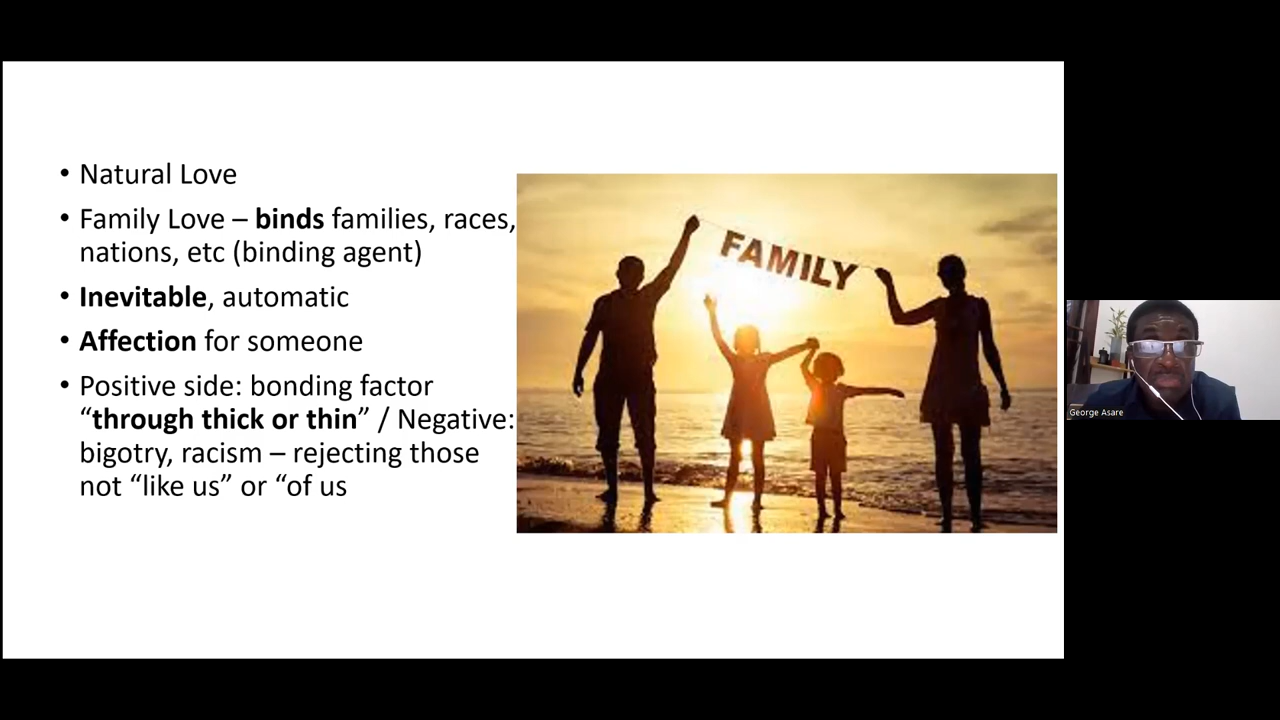 • Natural Love
• Family Love – binds families, races,
nations, etc (binding agent)
• Inevitable, automatic
• Affection for someone
• Positive side: bonding factor
“through thick or thin” / Negative:
bigotry, racism – rejecting those
not “like us” or “of us
FAMILY
George Asare